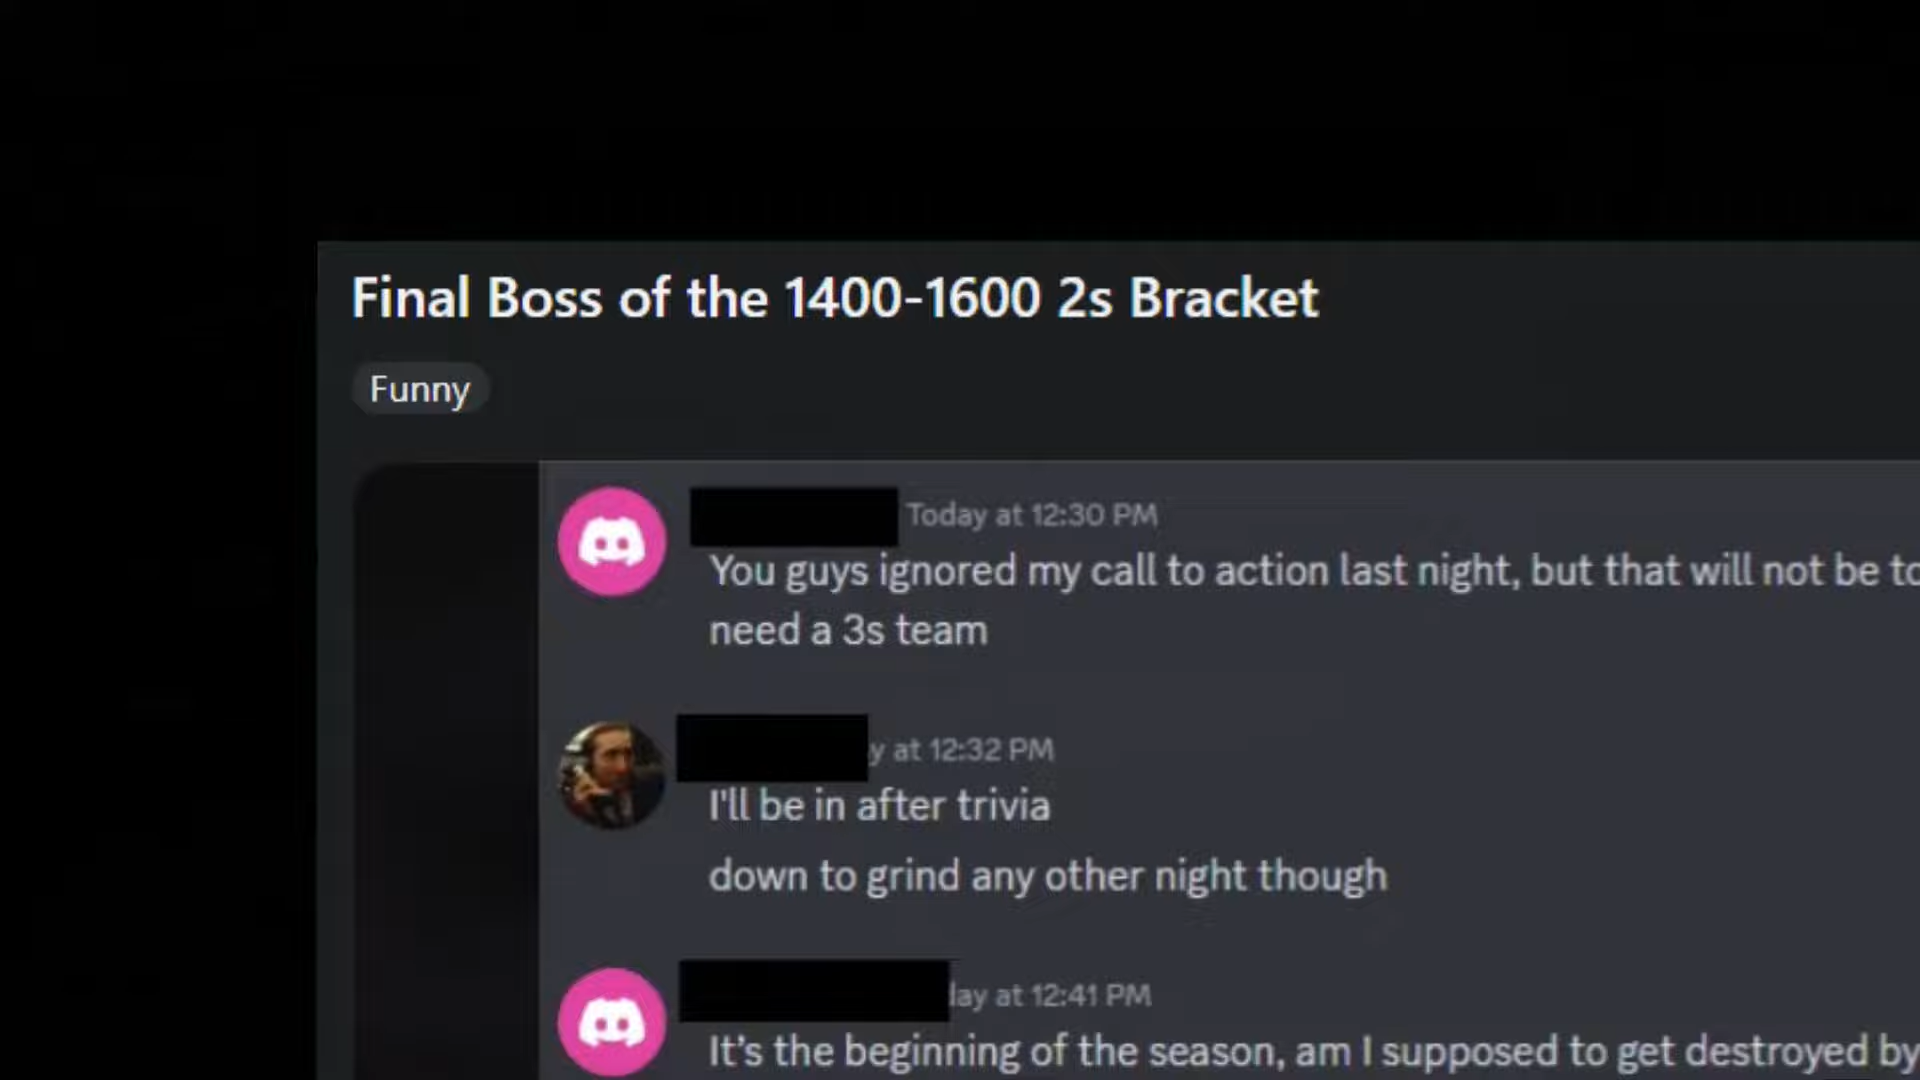 Final Boss of the 1400-1600 2s Bracket
Funny
Today at 12:30 PM
You guys ignored my call to action last night, but that will not be
need a 3s team
at 12:32 PM
I'll be in after trivia
down to grind any other night though
at 12:41 PM
It's the beginning of the season, am I supposed to get destroyed by